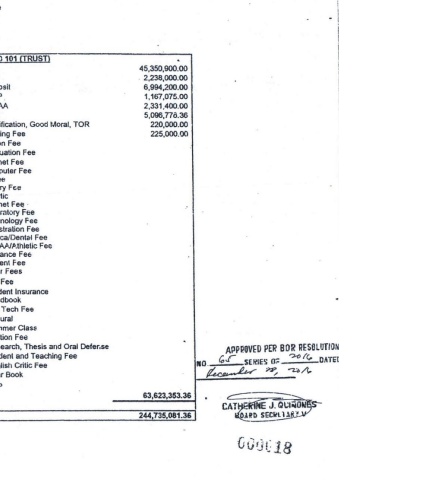 101 (TRUST)
45,350,900.00
2,238,000.00
osit 6,994,200.00
P 1,167,075.00
AA 2,331,400.00
5,096,778.36
ification, Good Moral, TOR 220,000.00
ing Fee 225,000.00
on Fee
uation Fee
net Fee
puter Fee
ee
ry Fee
tic
net Fee
ratory Fee
nology Fee
stration Fee
ca/Dental Fee
AA/Athletic Fee
ance Fee
ent Fee
r Fees
Fee
dent Insurance
dbook
Tech Fee
ural
mmer Class
tion Fee
earch, Thesis and Oral Defense
dent and Teaching Fee
lish Critic Fee
r Book
63,623,353.36
244,735,081.36
APPROVED PER BOR RESOLUTION
NO 65 SERIES OF 2016 DATED
December 28, 2016
CATHERINE J. QUIÑONES
BOARD SECRETARY V
000018